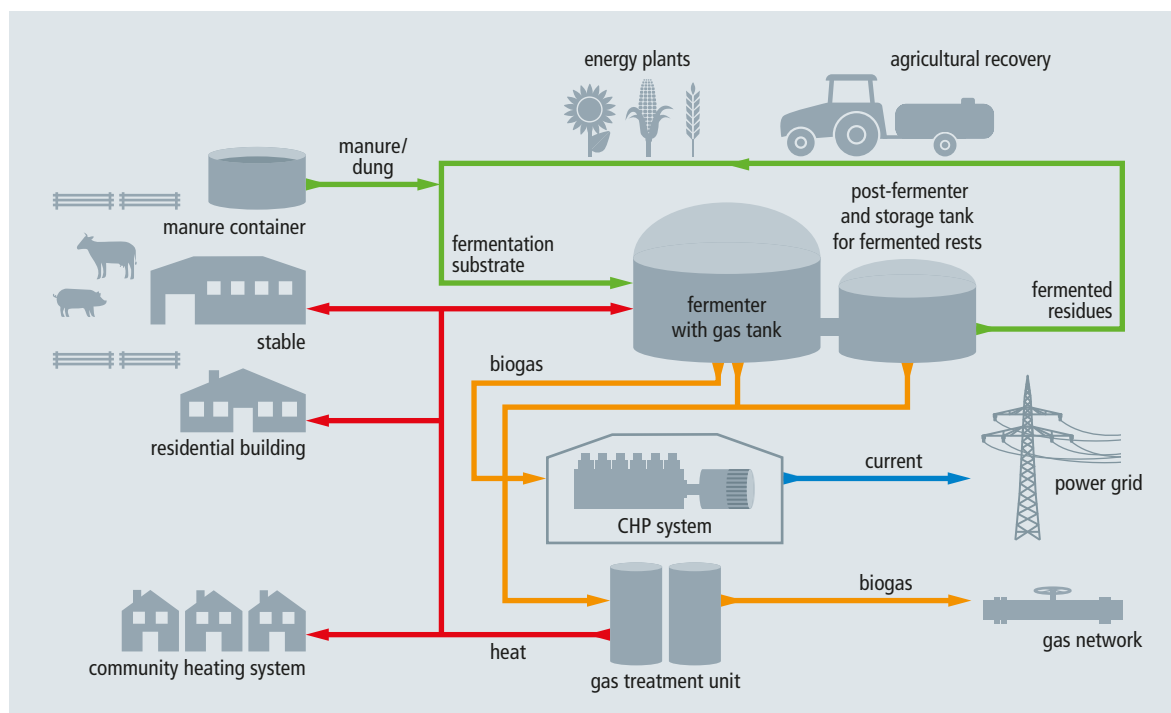 energy plants
agricultural recovery
manure/
dung
manure container
post-fermenter
and storage tank
for fermented rests
fermentation
substrate
fermenter
with gas tank
fermented
residues
stable
biogas
residential building
current
power grid
CHP system
biogas
gas network
community heating system
heat
gas treatment unit